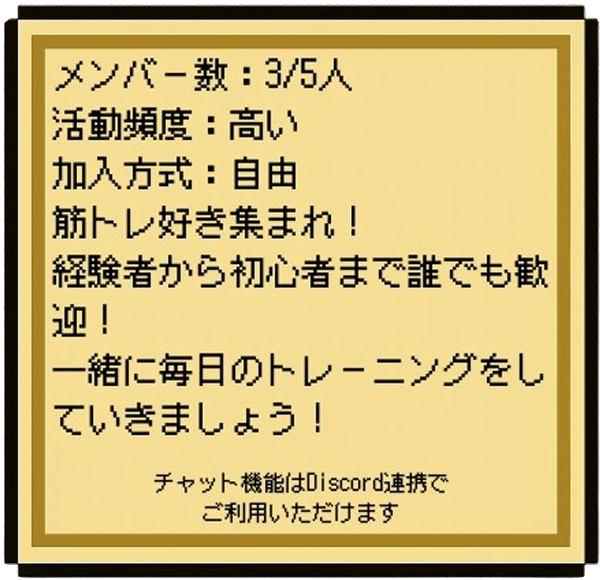 メンバー数：3/5人
活動頻度：高い
加入方式：自由
筋トレ好き集まれ！
経験者から初心者まで誰でも歓
迎！
一緒に毎日のトレーニングをし
ていきましょう！
チャット機能はDiscord連携で
ご利用いただけます